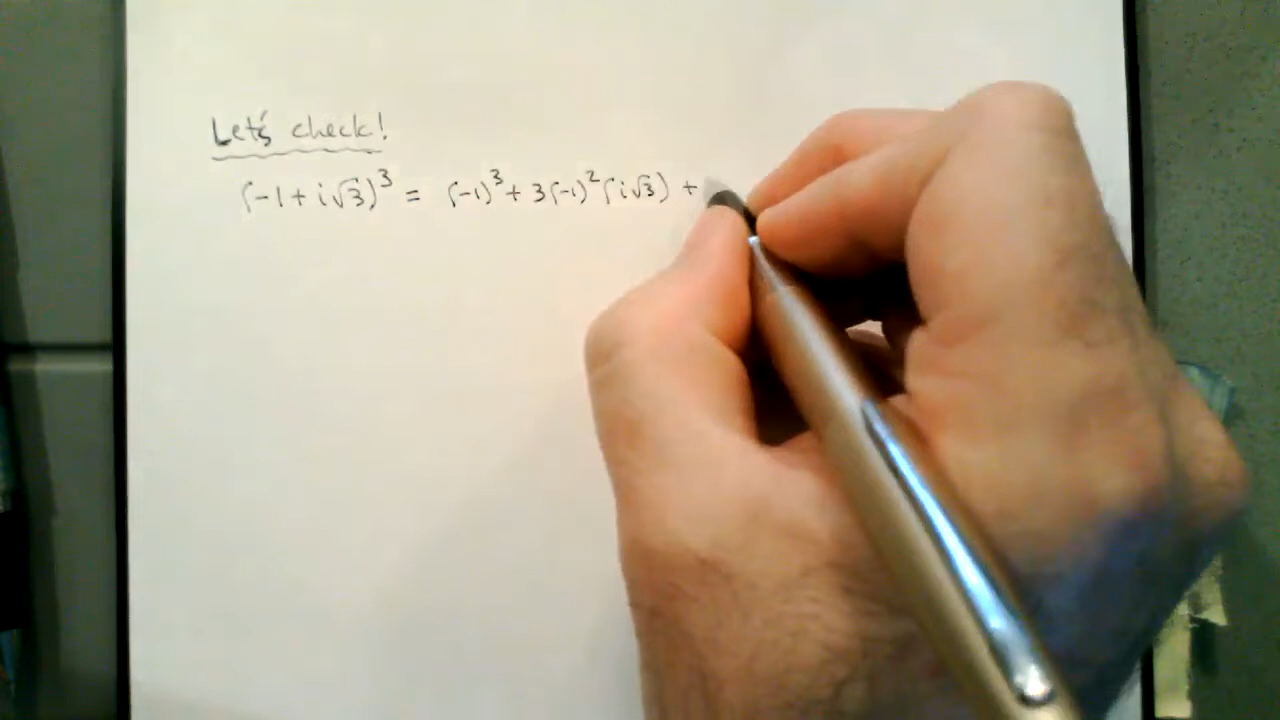 Let's check!
(-1 + i√3)³ = (-1)³ + 3(-1)²(i√3) +